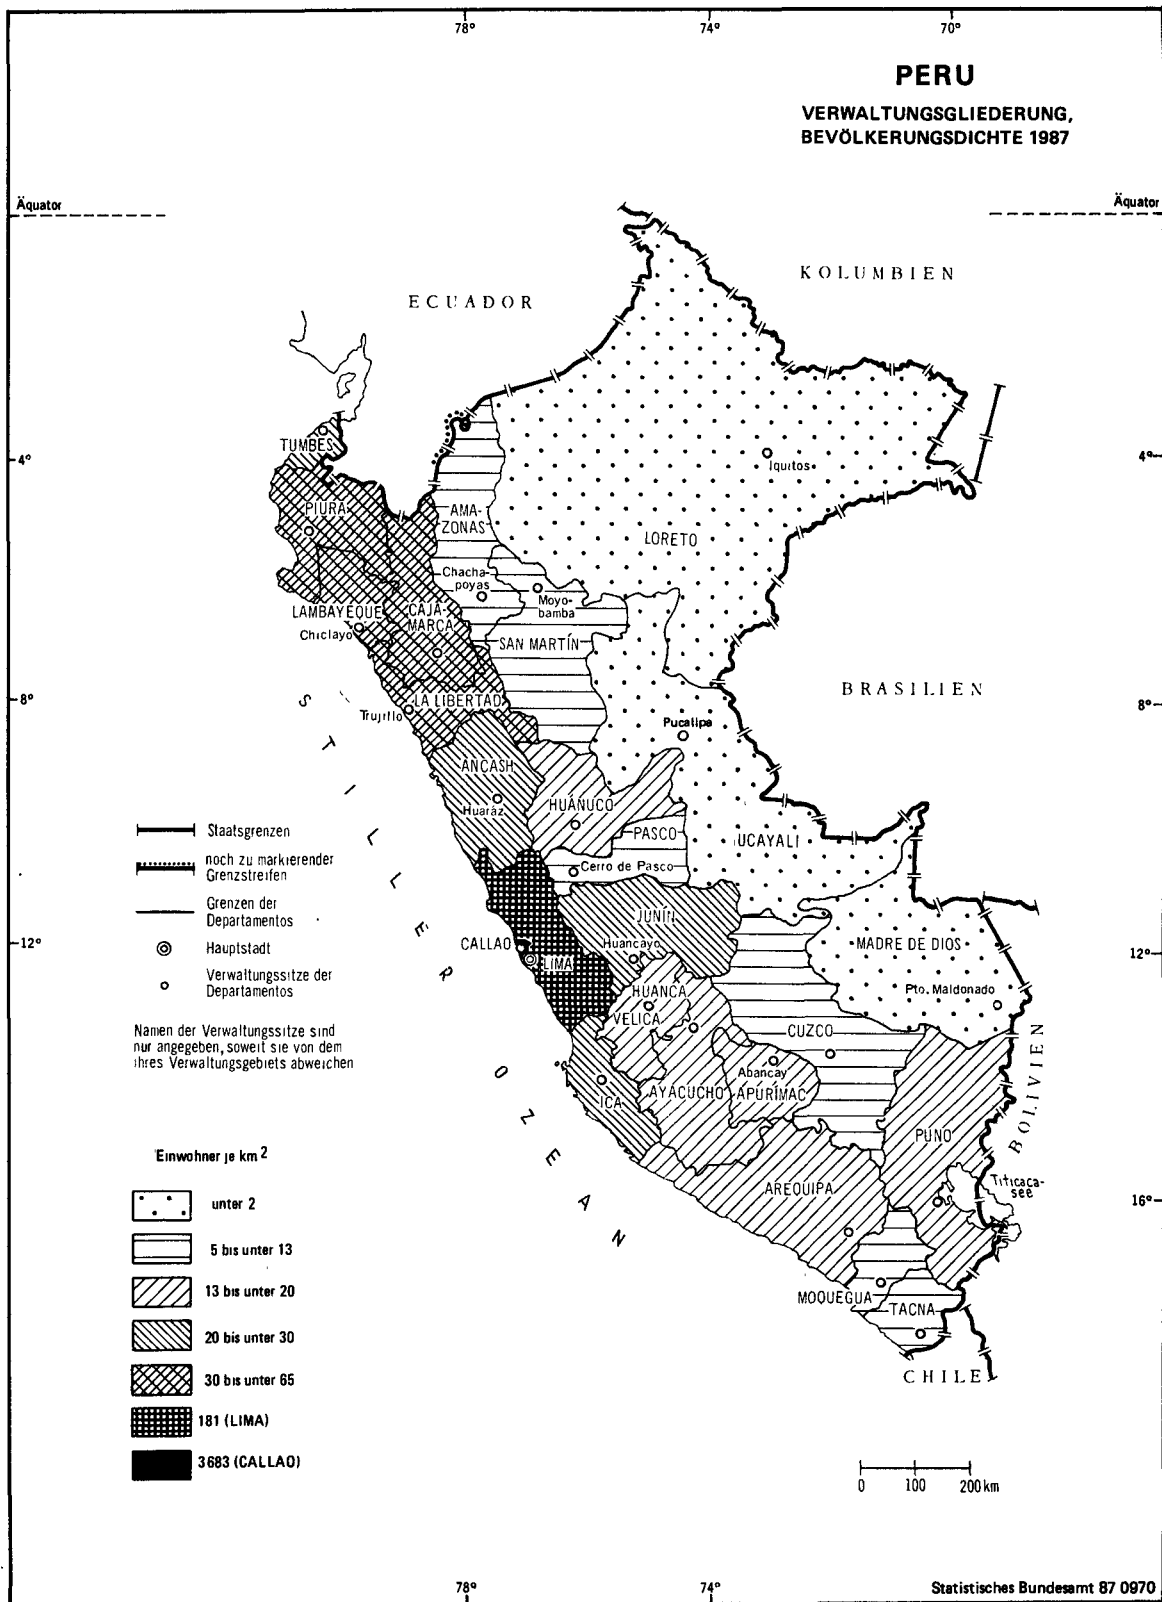 78°
74°
70°
PERU
VERWALTUNGSGLIEDERUNG,
BEVÖLKERUNGSDICHTE 1987
Äquator
Äquator
KOLUMBIEN
ECUADOR
TUMBES
4°
4°
Iquitos
PIURA
AMA-
ZONAS
LORETO
Chacha-
poyas
Moyo-
bamba
LAMBAYEQUE
CAJA-
MARCA
Chiclayo
SAN MARTÍN
BRASILIEN
8°
8°
LA LIBERTAD
Trujillo
Pucallpa
STILLER OZEAN
ANCASH
Huaráz
HUÁNUCO
PASCO
UCAYALI
Cerro de Pasco
Staatsgrenzen
noch zu markierender
Grenzstreifen
Grenzen der
Departamentos
Hauptstadt
Verwaltungssitze der
Departamentos
Namen der Verwaltungssitze sind
nur angegeben, soweit sie von dem
ihres Verwaltungsgebiets abweichen
JUNÍN
12°
12°
CALLAO
Huancayo
MADRE DE DIOS
LIMA
HUANCA
VELICA
Pto. Maldonado
CUZCO
BOLIVIEN
Abancay
APURÍMAC
AYACUCHO
ICA
PUNO
Titicaca-
see
AREQUIPA
16°
MOQUEGUA
TACNA
CHILE
Einwohner je km²
unter 2
5 bis unter 13
13 bis unter 20
20 bis unter 30
30 bis unter 65
181 (LIMA)
3683 (CALLAO)
0 100 200 km
78°
74°
Statistisches Bundesamt 87 0970